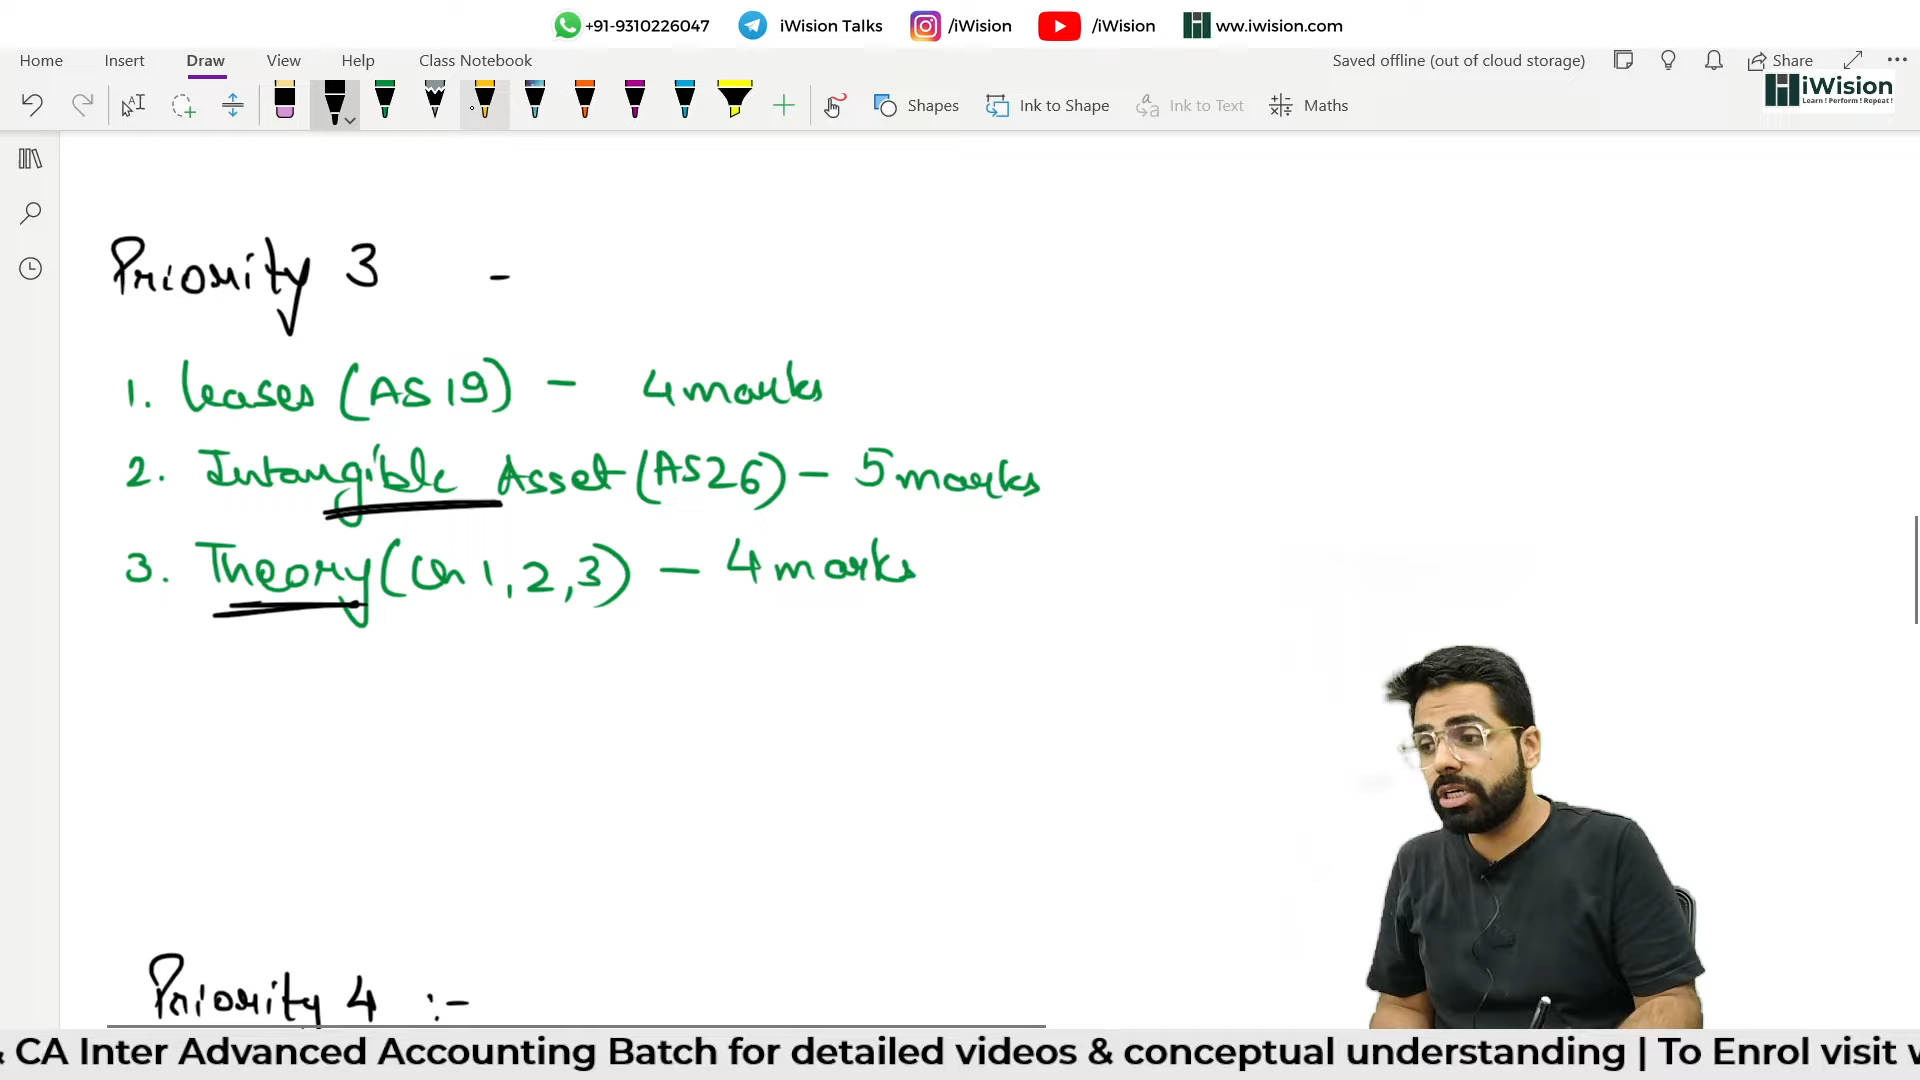 +91-9310226047 iWision Talks /iWision /iWision ww.iwision.com
Home Insert Draw View Help Class Notebook Saved offline (out of cloud storage) Share
Shapes Ink to Shape Ink to Text Maths
iWision
Learn ! Perform ! Repeat !
Priority 3 -
1. Leases (AS 19) - 4 marks
2. Intangible Asset (AS 26) - 5 marks
3. Theory (Ch 1, 2, 3) - 4 marks
Priority 4 :-
& CA Inter Advanced Accounting Batch for detailed videos & conceptual understanding | To Enrol visit